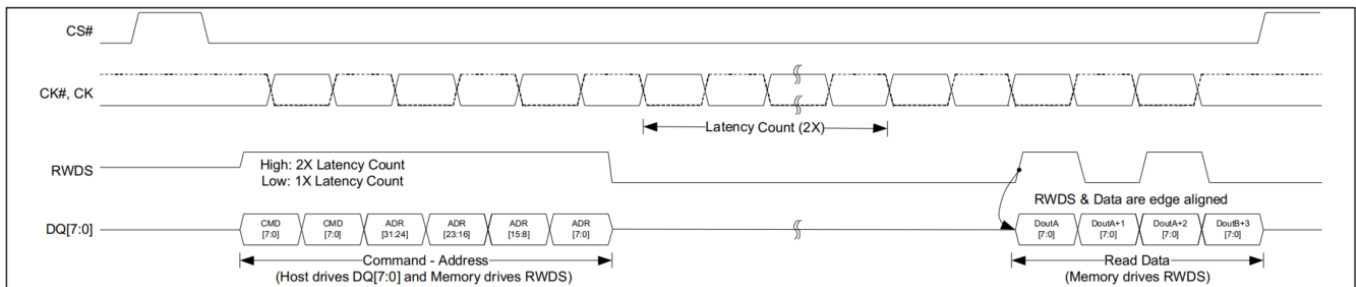 CS#
CK#, CK
Latency Count (2X)
RWDS
High: 2X Latency Count
Low: 1X Latency Count
RWDS & Data are edge aligned
DQ[7:0]
CMD
[7:0]
CMD
[7:0]
ADR
[31:24]
ADR
[23:16]
ADR
[15:8]
ADR
[7:0]
DoutA
[7:0]
DoutA+1
[7:0]
DoutA+2
[7:0]
DoutB+3
[7:0]
Command - Address
(Host drives DQ[7:0] and Memory drives RWDS)
Read Data
(Memory drives RWDS)